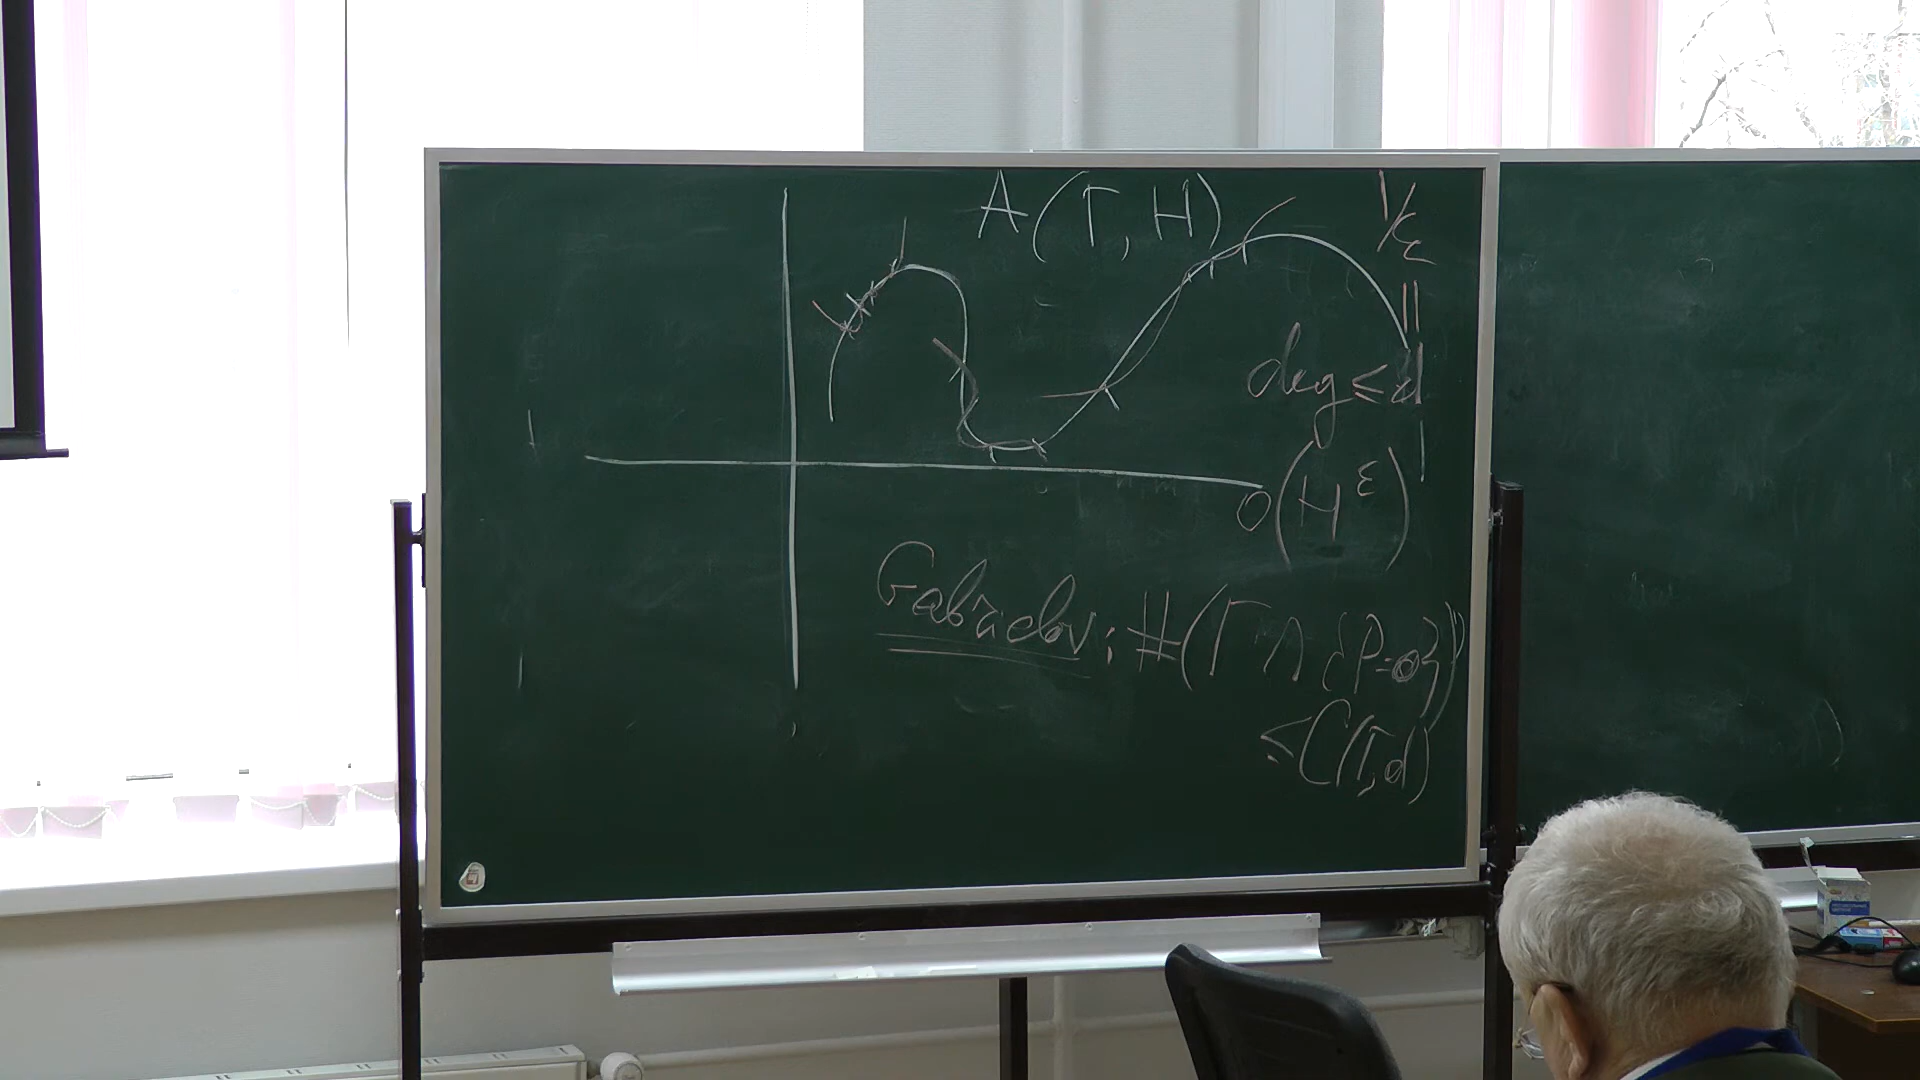 A(Γ, H)
1/ε
||
deg ≤ d
O(H^ε)
Gabrielov: #(Γ ∩ {P=0})
≤ C(Γ, d)